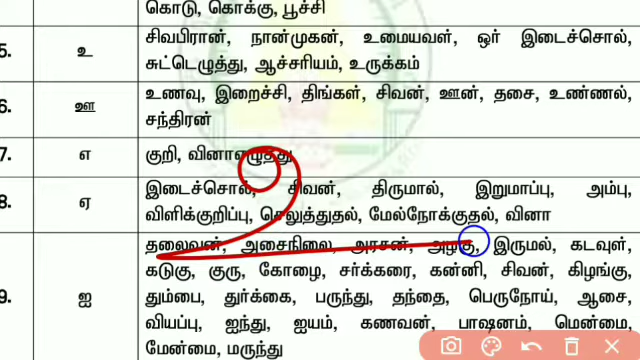 கொடு, கொக்கு, பூச்சி
5. உ சிவபிரான், நான்முகன், உமையவள், ஒர் இடைச்சொல்,
சுட்டெழுத்து, ஆச்சரியம், உருக்கம்
6. ஊ உணவு, இறைச்சி, திங்கள், சிவன், ஊன், தசை, உண்ணல்,
சந்திரன்
7. எ குறி, வினாஎழுத்து
8. ஏ இடைச்சொல், சிவன், திருமால், இறுமாப்பு, அம்பு,
விளிக்குறிப்பு, செலுத்துதல், மேல்நோக்குதல், வினா
9. ஐ தலைவன், அசைநிலை, அரசன், அழகு, இருமல், கடவுள்,
கடுகு, குரு, கோழை, சர்க்கரை, கன்னி, சிவன், கிழங்கு,
தும்பை, துர்க்கை, பருந்து, தந்தை, பெருநோய், ஆசை,
வியப்பு, ஐந்து, ஐயம், கணவன், பாஷனம், மென்மை,
மேன்மை, மருந்து